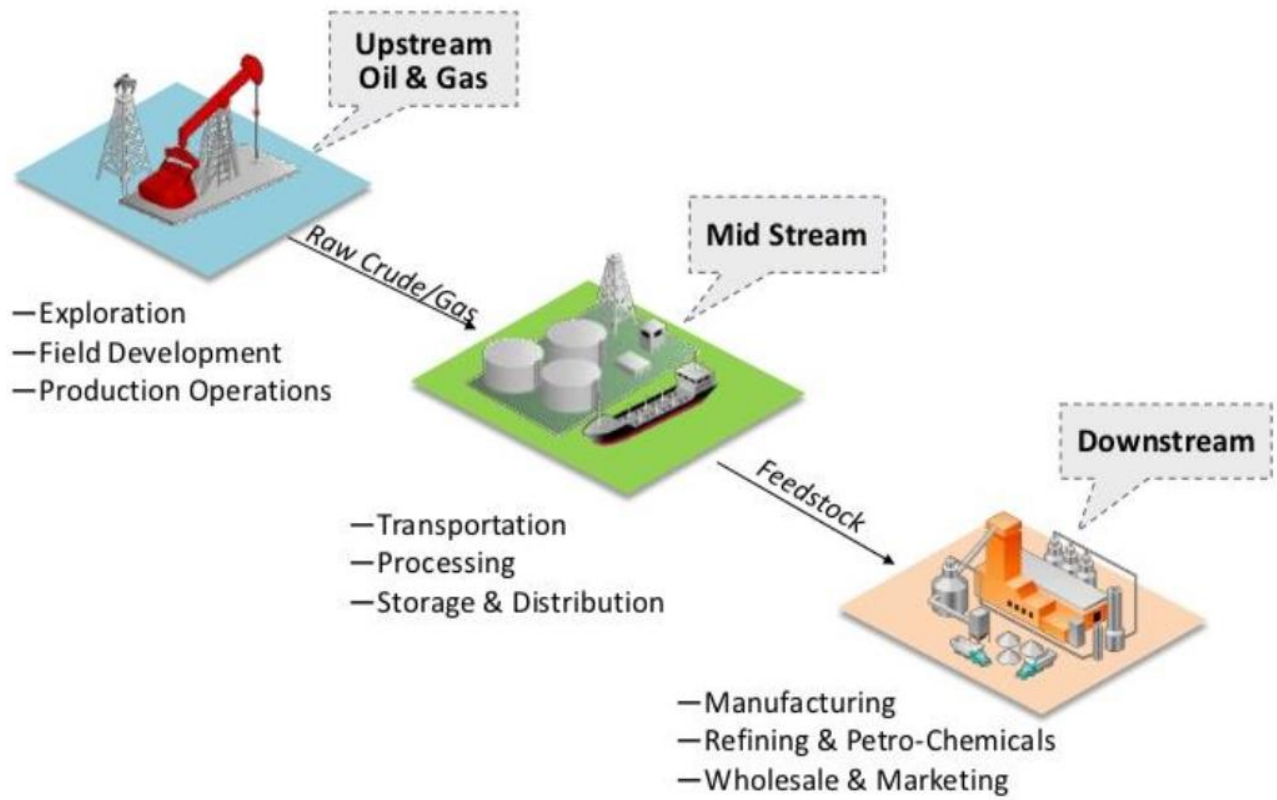 Upstream
Oil & Gas
Raw Crude/Gas
—Exploration
—Field Development
—Production Operations
Mid Stream
Feedstock
—Transportation
—Processing
—Storage & Distribution
Downstream
—Manufacturing
—Refining & Petro-Chemicals
—Wholesale & Marketing